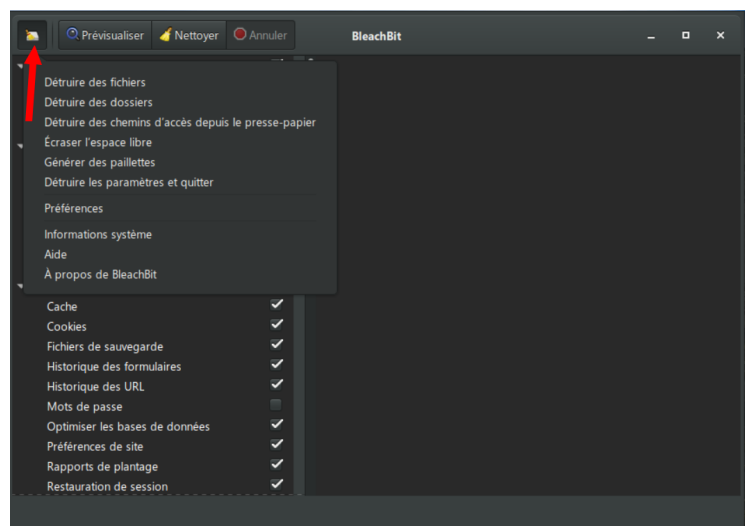 Prévisualiser Nettoyer Annuler BleachBit
Détruire des fichiers
Détruire des dossiers
Détruire des chemins d'accès depuis le presse-papier
Écraser l'espace libre
Générer des paillettes
Détruire les paramètres et quitter
Préférences
Informations système
Aide
À propos de BleachBit
Cache
Cookies
Fichiers de sauvegarde
Historique des formulaires
Historique des URL
Mots de passe
Optimiser les bases de données
Préférences de site
Rapports de plantage
Restauration de session